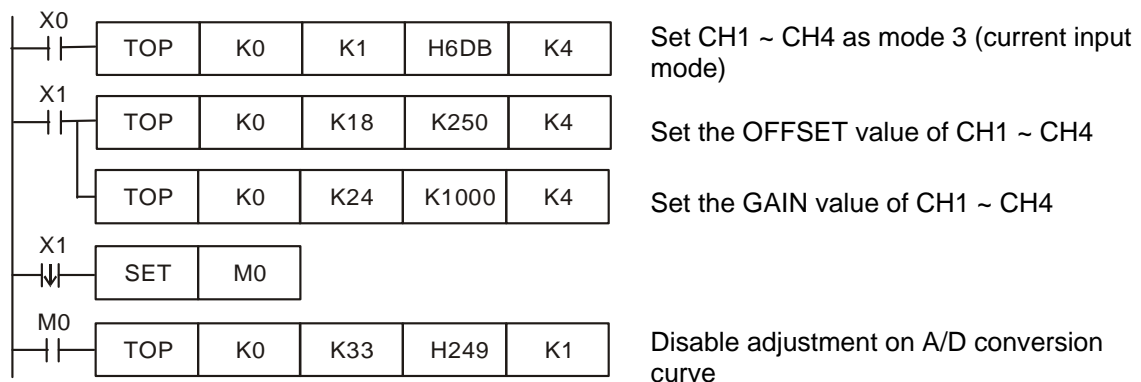 X0
TOP K0 K1 H6DB K4
Set CH1 ~ CH4 as mode 3 (current input
mode)
X1
TOP K0 K18 K250 K4
Set the OFFSET value of CH1 ~ CH4
TOP K0 K24 K1000 K4
Set the GAIN value of CH1 ~ CH4
X1
SET M0
M0
TOP K0 K33 H249 K1
Disable adjustment on A/D conversion
curve